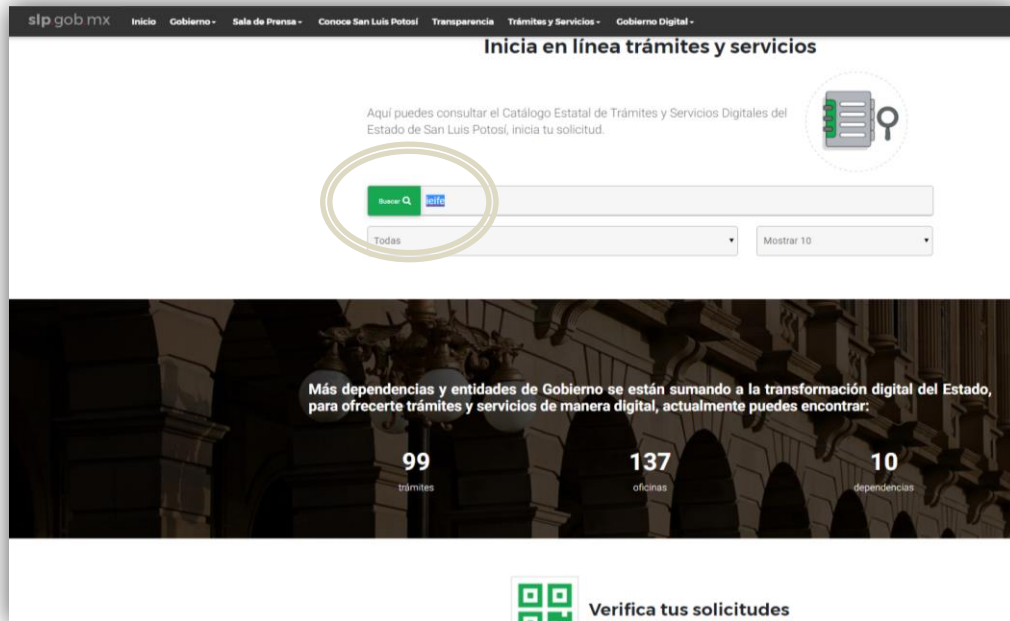 slp.gob.mx Inicio Gobierno Sala de Prensa Conoce San Luis Potosí Transparencia Trámites y Servicios Gobierno Digital
Inicia en línea trámites y servicios
Aquí puedes consultar el Catálogo Estatal de Trámites y Servicios Digitales del
Estado de San Luis Potosí, inicia tu solicitud.
Buscar ieife
Todas Mostrar 10
Más dependencias y entidades de Gobierno se están sumando a la transformación digital del Estado,
para ofrecerte trámites y servicios de manera digital, actualmente puedes encontrar:
99 137 10
trámites oficinas dependencias
Verifica tus solicitudes